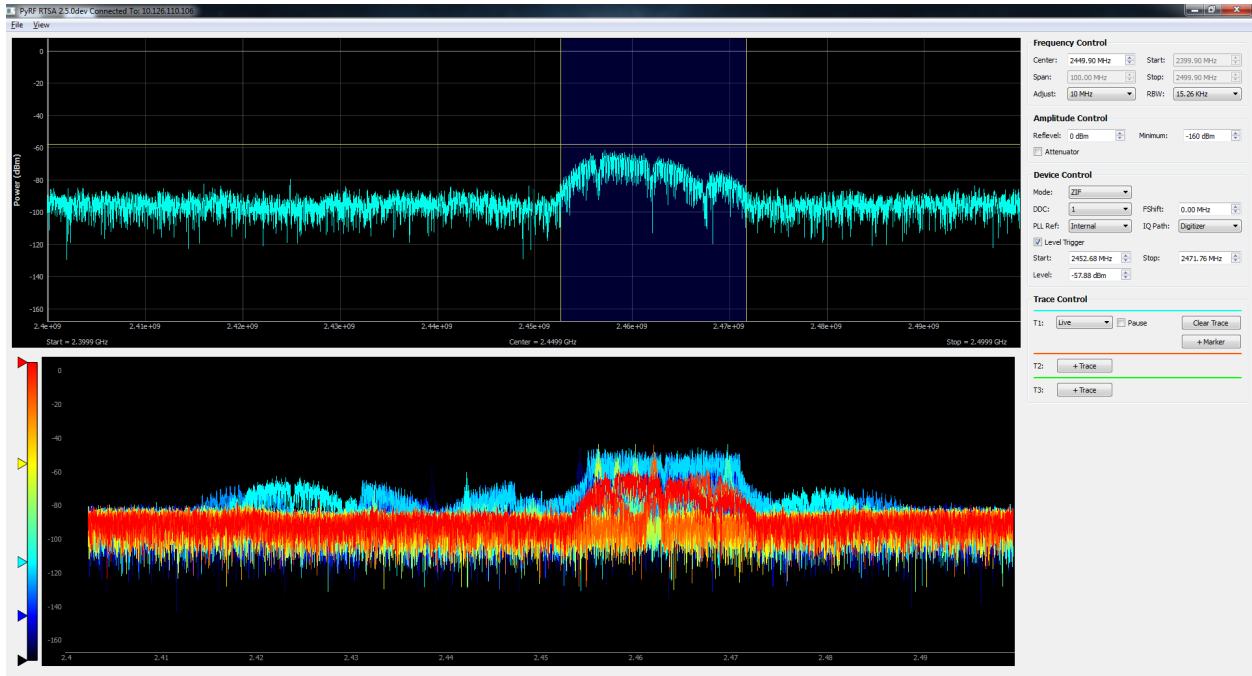 PyRF RTSA 2.5.0dev Connected To: 10.126.110.106
File View
0
-20
-40
-60
-80
-100
-120
-140
-160
Power (dBm)
2.4e+09 2.41e+09 2.42e+09 2.43e+09 2.44e+09 2.45e+09 2.46e+09 2.47e+09 2.48e+09 2.49e+09
Start = 2.3999 GHz Center = 2.4499 GHz Stop = 2.4999 GHz
0
-20
-40
-60
-80
-100
-120
-140
-160
2.4 2.41 2.42 2.43 2.44 2.45 2.46 2.47 2.48 2.49
Frequency Control
Center: 2449.90 MHz Start: 2399.90 MHz
Span: 100.00 MHz Stop: 2499.90 MHz
Adjust: 10 MHz RBW: 15.26 KHz
Amplitude Control
Reflevel: 0 dBm Minimum: -160 dBm
Attenuator
Device Control
Mode: ZIF
DDC: 1 FShift: 0.00 MHz
PLL Ref: Internal IQ Path: Digitizer
Level Trigger
Start: 2452.68 MHz Stop: 2471.76 MHz
Level: -57.88 dBm
Trace Control
T1: Live Pause Clear Trace
+ Marker
T2: + Trace
T3: + Trace